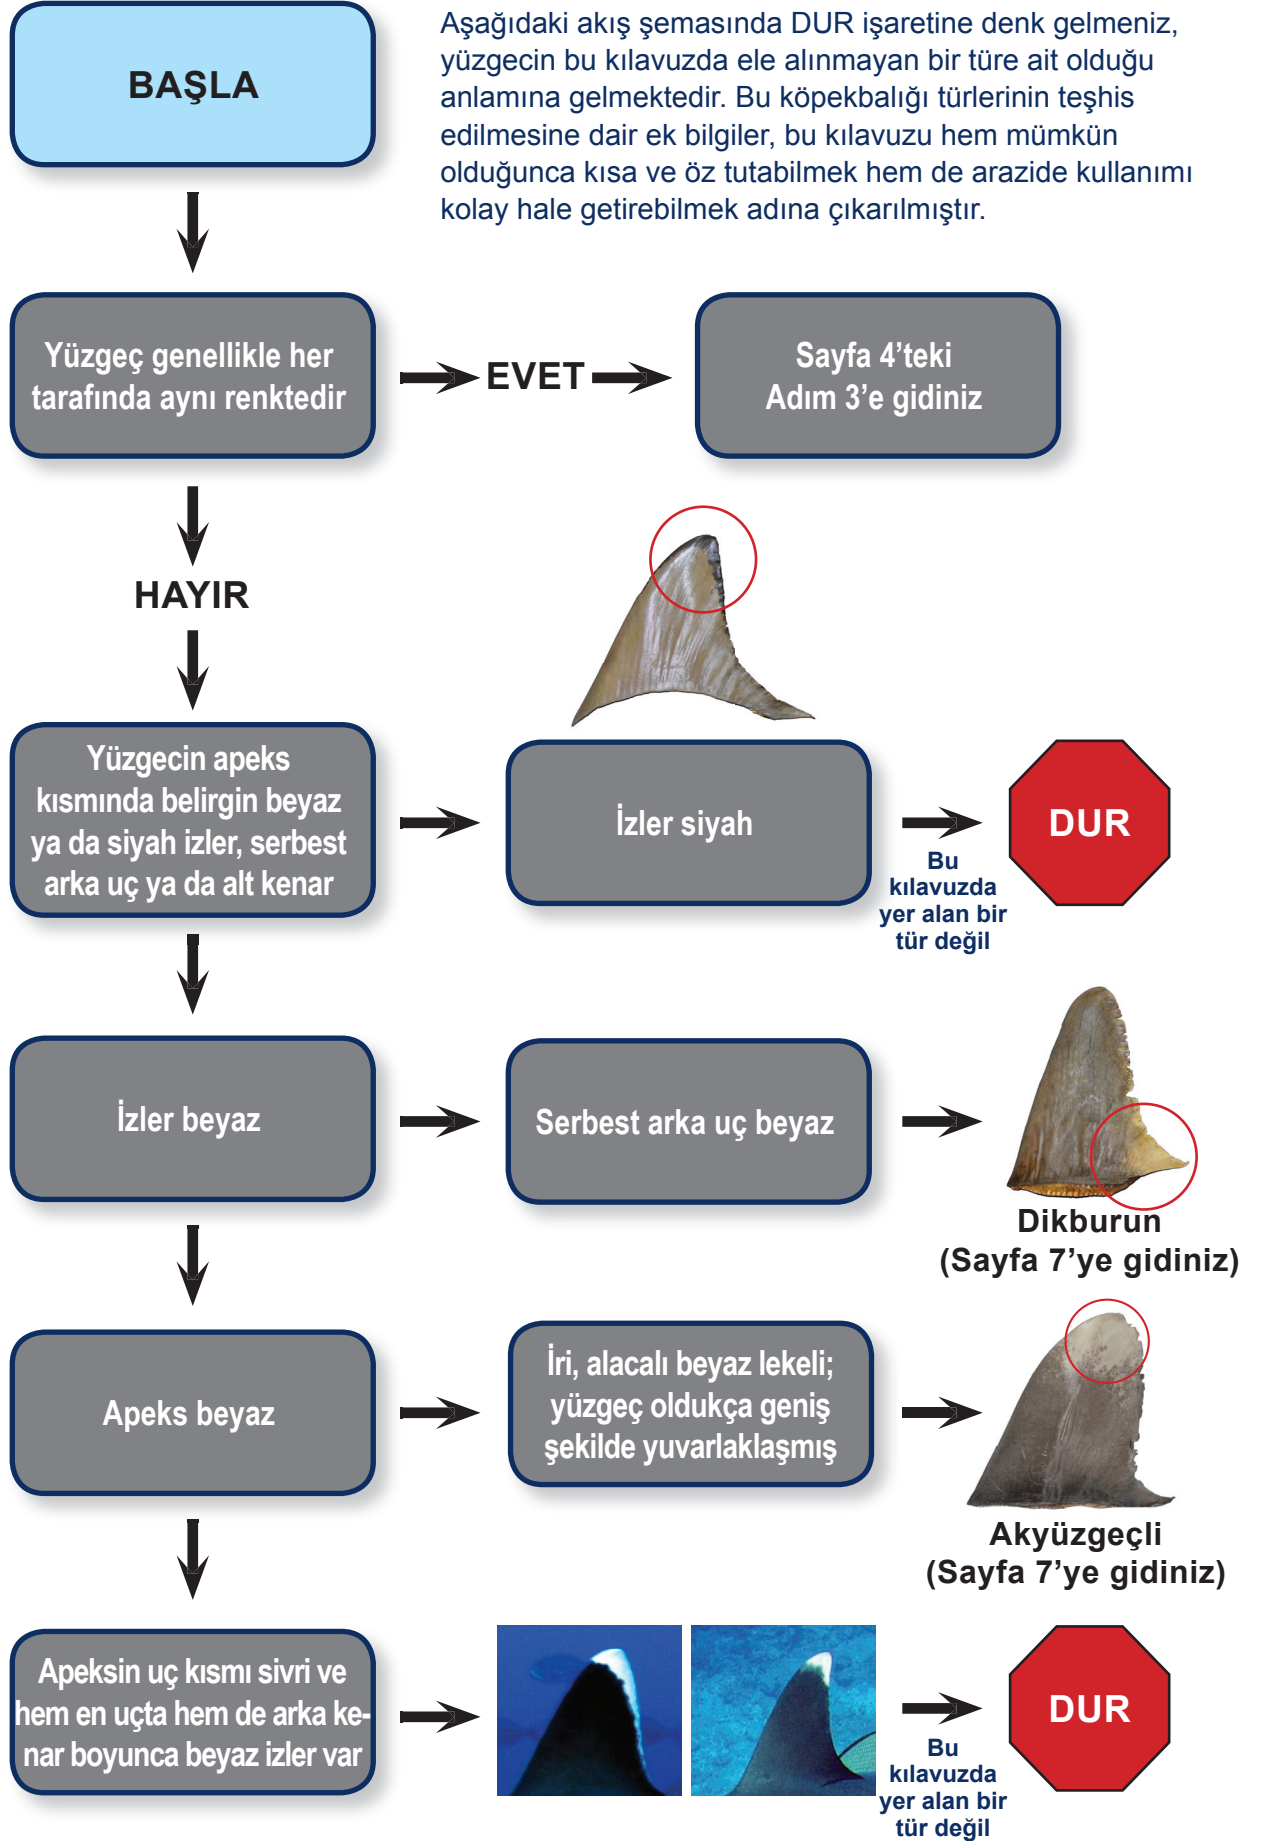 BAŞLA
Aşağıdaki akış şemasında DUR işaretine denk gelmeniz,
yüzgecin bu kılavuzda ele alınmayan bir türe ait olduğu
anlamına gelmektedir. Bu köpekbalığı türlerinin teşhis
edilmesine dair ek bilgiler, bu kılavuzu hem mümkün
olduğunca kısa ve öz tutabilmek hem de arazide kullanımı
kolay hale getirebilmek adına çıkarılmıştır.
Yüzgeç genellikle her
tarafında aynı renktedir
EVET
Sayfa 4’teki
Adım 3’e gidiniz
HAYIR
Yüzgecin apeks
kısmında belirgin beyaz
ya da siyah izler, serbest
arka uç ya da alt kenar
İzler siyah
Bu
kılavuzda
yer alan bir
tür değil
DUR
İzler beyaz
Serbest arka uç beyaz
Dikburun
(Sayfa 7’ye gidiniz)
Apeks beyaz
İri, alacalı beyaz lekeli;
yüzgeç oldukça geniş
şekilde yuvarlaklaşmış
Akyüzgeçli
(Sayfa 7’ye gidiniz)
Apeksin uç kısmı sivri ve
hem en uçta hem de arka ke-
nar boyunca beyaz izler var
Bu
kılavuzda
yer alan bir
tür değil
DUR